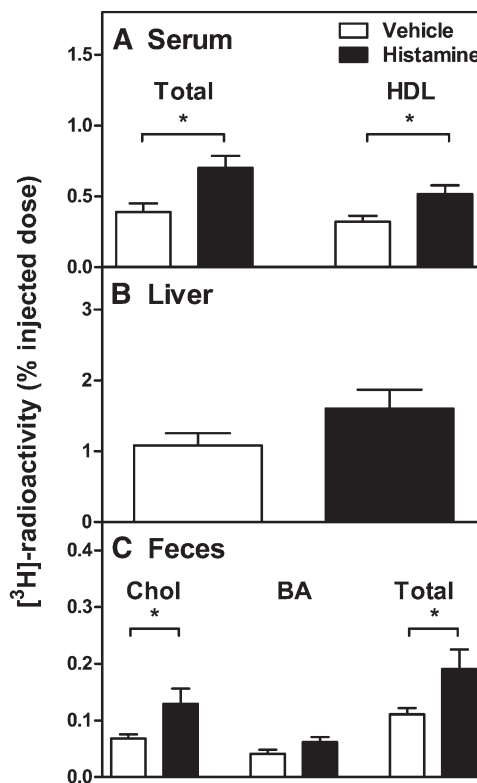 A Serum
Vehicle
Histamine
Total
HDL
*
*
1.5
1.0
0.5
0.0
B Liver
3
2
1
0
C Feces
Chol
BA
Total
*
*
0.4
0.3
0.2
0.1
0.0
[³H]-radioactivity (% injected dose)